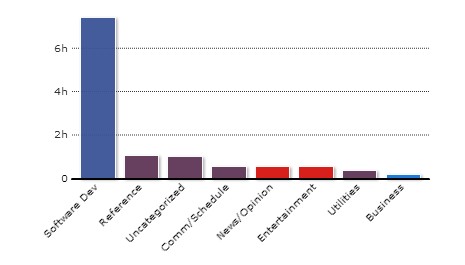 6h
4h
2h
0
Software Dev
Reference
Uncategorized
Comm/Schedule
News/Opinion
Entertainment
Utilities
Business